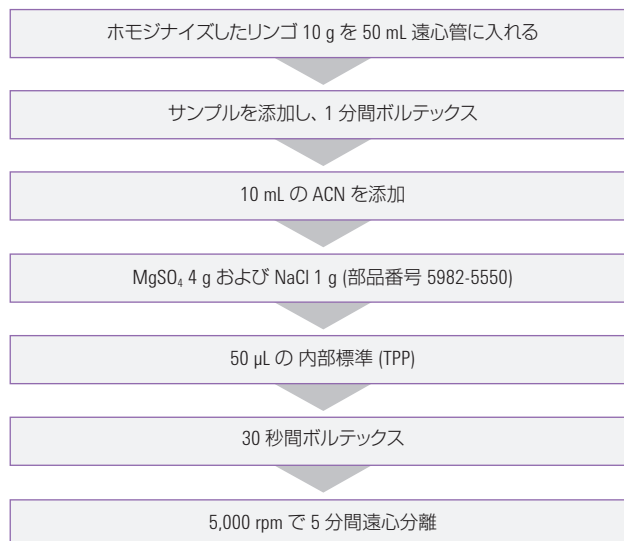 ホモジナイズしたリンゴ 10 g を 50 mL 遠心管に入れる
サンプルを添加し、1 分間ボルテックス
10 mL の ACN を添加
MgSO₄ 4 g および NaCl 1 g (部品番号 5982-5550)
50 µL の 内部標準 (TPP)
30 秒間ボルテックス
5,000 rpm で 5 分間遠心分離